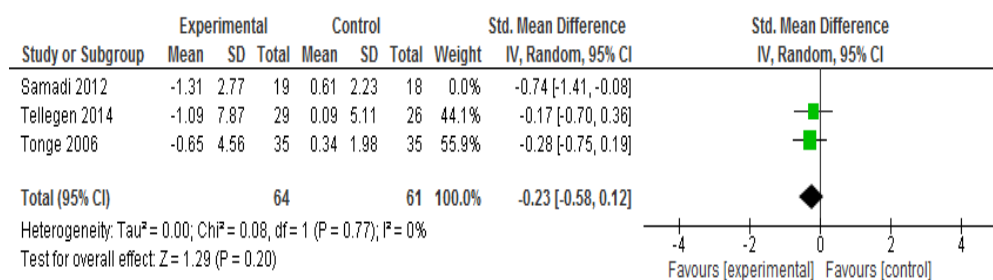 Experimental Control Std. Mean Difference Std. Mean Difference
Study or Subgroup Mean SD Total Mean SD Total Weight IV, Random, 95% CI IV, Random, 95% CI
Samadi 2012 -1.31 2.77 19 0.61 2.23 18 0.0% -0.74 [-1.41, -0.08]
Tellegen 2014 -1.09 7.87 29 0.09 5.11 26 44.1% -0.17 [-0.70, 0.36]
Tonge 2006 -0.65 4.56 35 0.34 1.98 35 55.9% -0.28 [-0.75, 0.19]
Total (95% CI) 64 61 100.0% -0.23 [-0.58, 0.12]
Heterogeneity: Tau² = 0.00; Chi² = 0.08, df = 1 (P = 0.77); I² = 0%
Test for overall effect: Z = 1.29 (P = 0.20)
-4 -2 0 2 4
Favours [experimental] Favours [control]